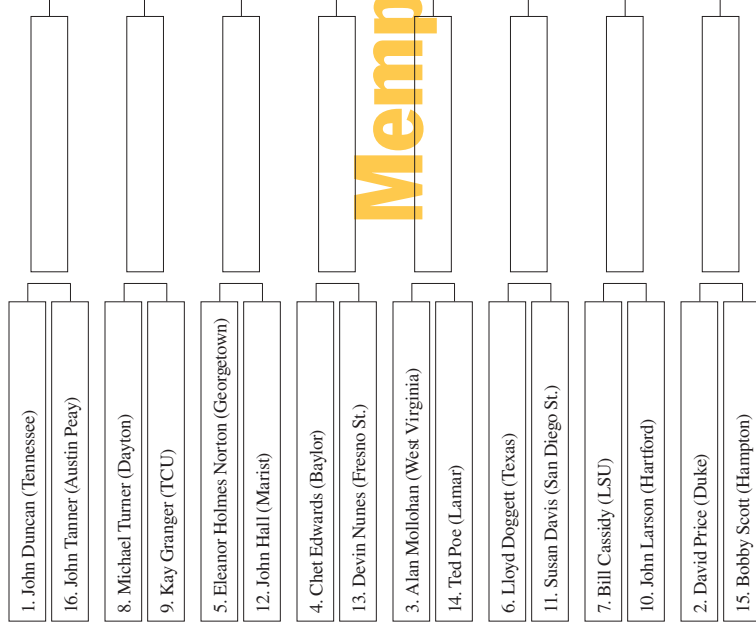 1. John Duncan (Tennessee)
16. John Tanner (Austin Peay)
8. Michael Turner (Dayton)
9. Kay Granger (TCU)
5. Eleanor Holmes Norton (Georgetown)
12. John Hall (Marist)
4. Chet Edwards (Baylor)
13. Devin Nunes (Fresno St.)
3. Alan Mollohan (West Virginia)
14. Ted Poe (Lamar)
6. Lloyd Doggett (Texas)
11. Susan Davis (San Diego St.)
7. Bill Cassidy (LSU)
10. John Larson (Hartford)
2. David Price (Duke)
15. Bobby Scott (Hampton)
Memp